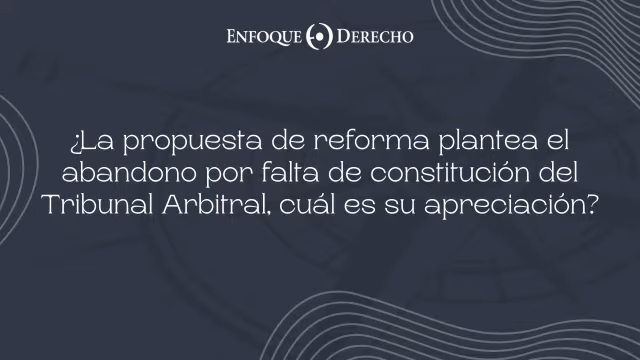 ENFOQUE DERECHO
¿La propuesta de reforma plantea el
abandono por falta de constitución del
Tribunal Arbitral, cuál es su apreciación?